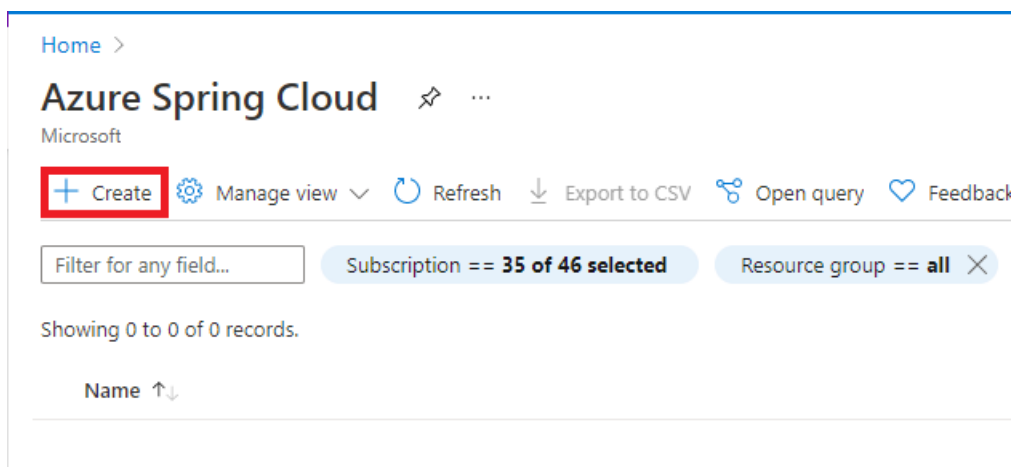 Home >
Azure Spring Cloud ...
Microsoft
+ Create Manage view Refresh Export to CSV Open query Feedback
Filter for any field... Subscription == 35 of 46 selected Resource group == all
Showing 0 to 0 of 0 records.
Name ↑↓